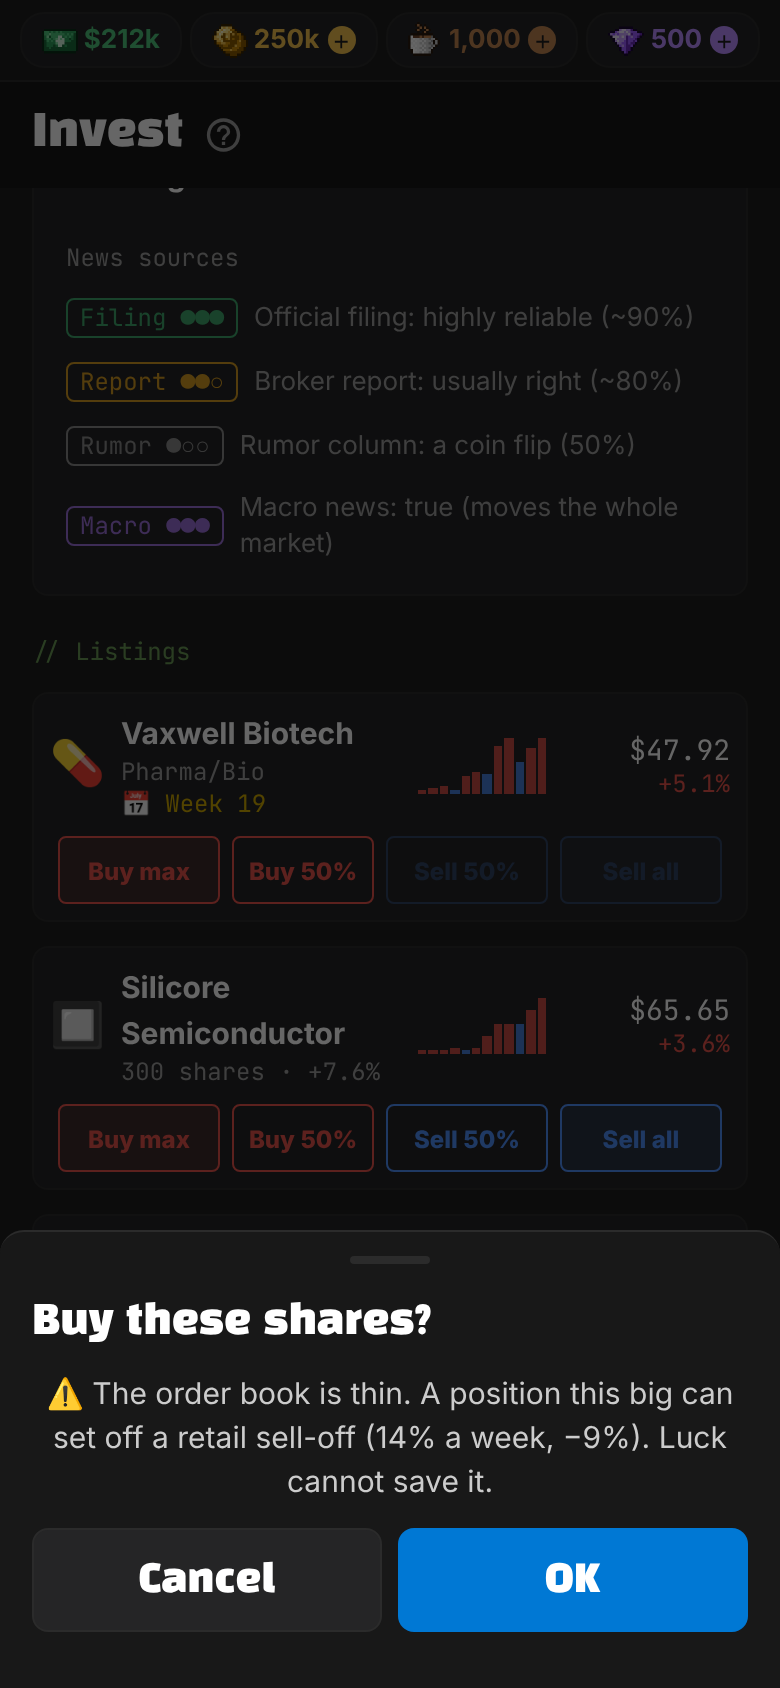 $212k 250k + 1,000 + 500 +
Invest ?
News sources
Filing Official filing: highly reliable (~90%)
Report Broker report: usually right (~80%)
Rumor Rumor column: a coin flip (50%)
Macro Macro news: true (moves the whole
market)
// Listings
Vaxwell Biotech
Pharma/Bio
17 Week 19
$47.92
+5.1%
Buy max Buy 50% Sell 50% Sell all
Silicore
Semiconductor
300 shares · +7.6%
$65.65
+3.6%
Buy max Buy 50% Sell 50% Sell all
Buy these shares?
⚠️ The order book is thin. A position this big can
set off a retail sell-off (14% a week, −9%). Luck
cannot save it.
Cancel OK